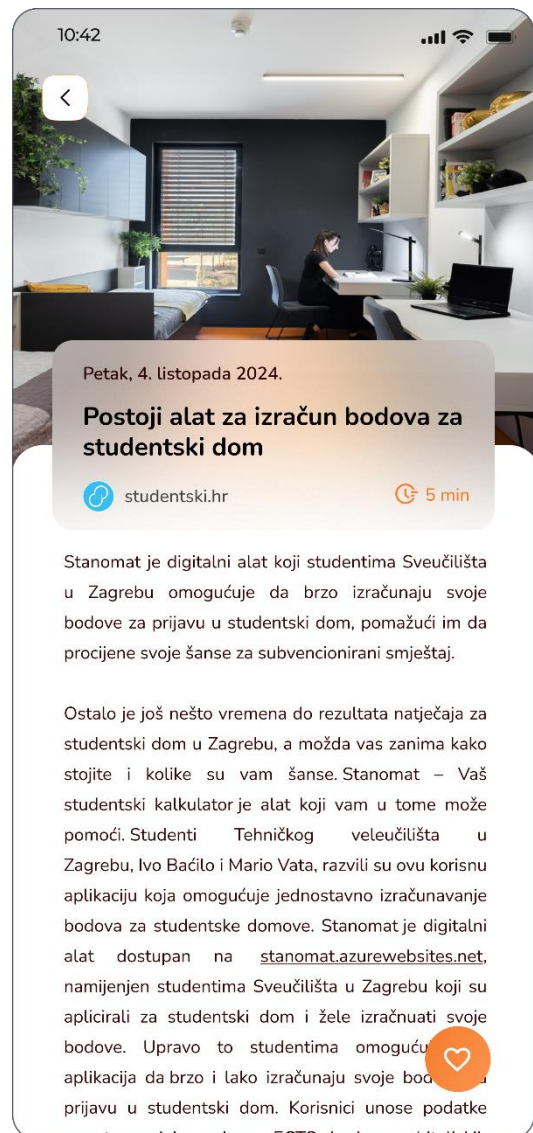 10:42
Petak, 4. listopada 2024.
Postoji alat za izračun bodova za
studentski dom
studentski.hr
5 min
Stanomat je digitalni alat koji studentima Sveučilišta
u Zagrebu omogućuje da brzo izračunaju svoje
bodove za prijavu u studentski dom, pomažući im da
procijene svoje šanse za subvencionirani smještaj.
Ostalo je još nešto vremena do rezultata natječaja za
studentski dom u Zagrebu, a možda vas zanima kako
stojite i kolike su vam šanse. Stanomat – Vaš
studentski kalkulator je alat koji vam u tome može
pomoći. Studenti Tehničkog veleučilišta u
Zagrebu, Ivo Baćilo i Mario Vata, razvili su ovu korisnu
aplikaciju koja omogućuje jednostavno izračunavanje
bodova za studentske domove. Stanomat je digitalni
alat dostupan na stanomat.azurewebsites.net,
namijenjen studentima Sveučilišta u Zagrebu koji su
aplicirali za studentski dom i žele izračnuati svoje
bodove. Upravo to studentima
aplikacija da brzo i lako izračunaju svoje
prijavu u studentski dom. Korisnici unose podatke